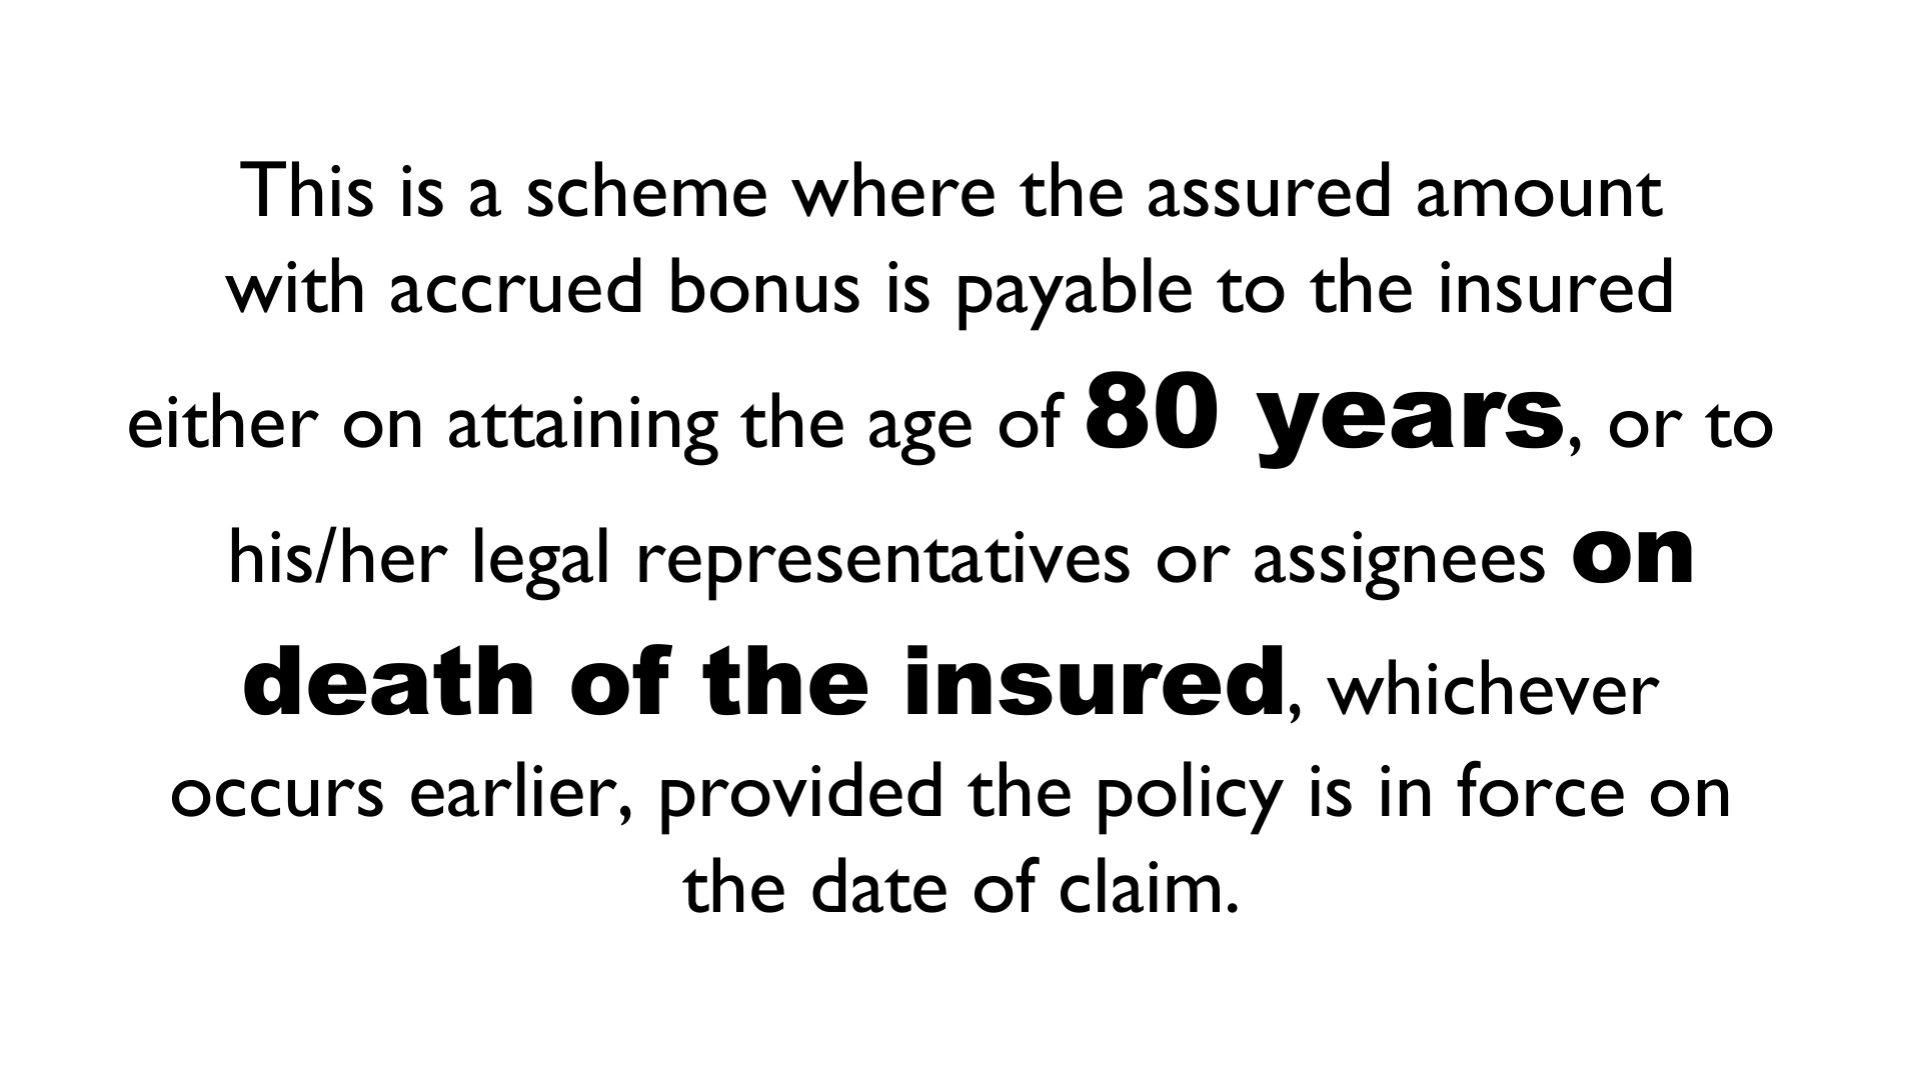 This is a scheme where the assured amount
with accrued bonus is payable to the insured
either on attaining the age of 80 years, or to
his/her legal representatives or assignees on
death of the insured, whichever
occurs earlier, provided the policy is in force on
the date of claim.